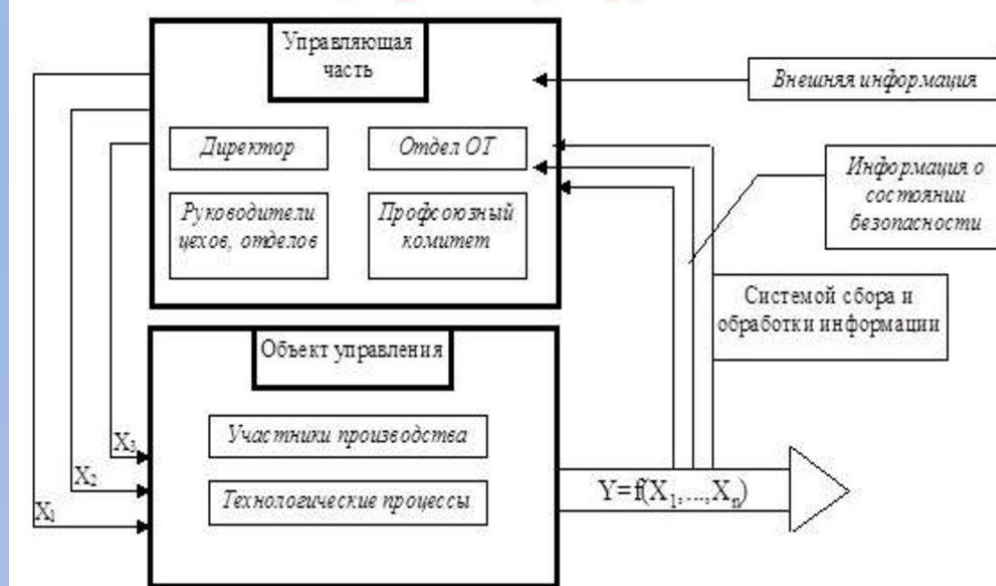 Управляющая
часть
Внешняя информация
Директор
Отдел ОТ
Руководители
цехов, отделов
Профсоюзный
комитет
Информация о
состоянии
безопасности
Системой сбора и
обработки информации
Объект управления
Участники производства
Технологические процессы
X₃
X₂
X₁
Y=f(X₁,...,Xₙ)